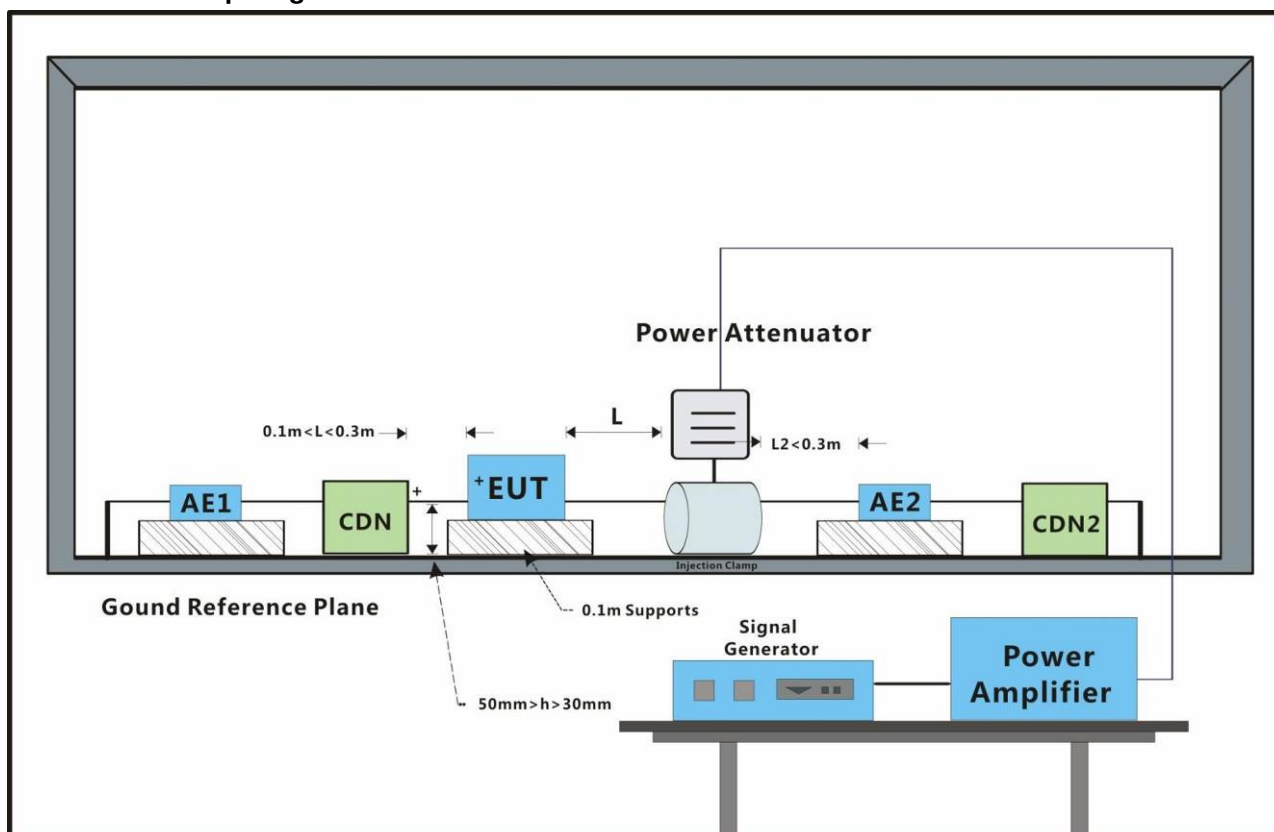 Power Attenuator
0.1m<L<0.3m
L
L2<0.3m
AE1
CDN
+
+EUT
AE2
CDN2
Injection Clamp
Gound Reference Plane
0.1m Supports
50mm>h>30mm
Signal
Generator
Power
Amplifier